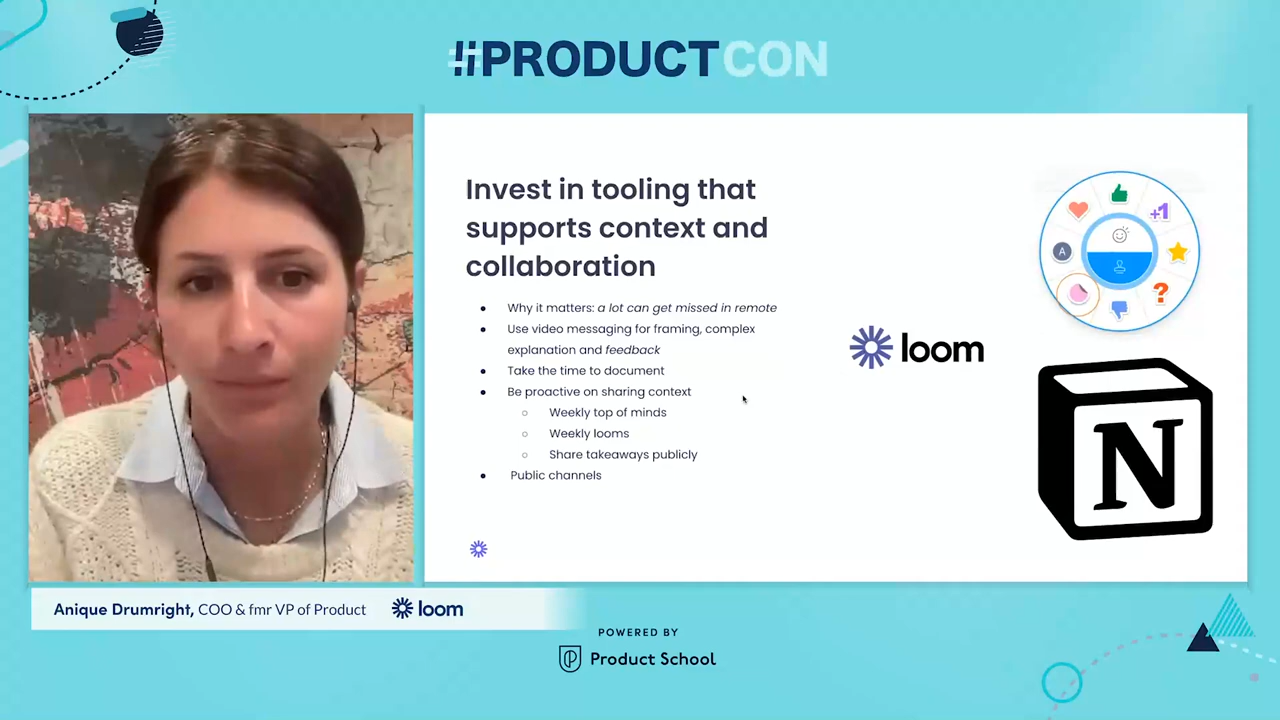 #PRODUCTCON
Invest in tooling that
supports context and
collaboration
● Why it matters: a lot can get missed in remote
● Use video messaging for framing, complex
explanation and feedback
● Take the time to document
● Be proactive on sharing context
○ Weekly top of minds
○ Weekly looms
○ Share takeaways publicly
● Public channels
+1
A
?
loom
N
Anique Drumright, COO & fmr VP of Product loom
POWERED BY
Product School